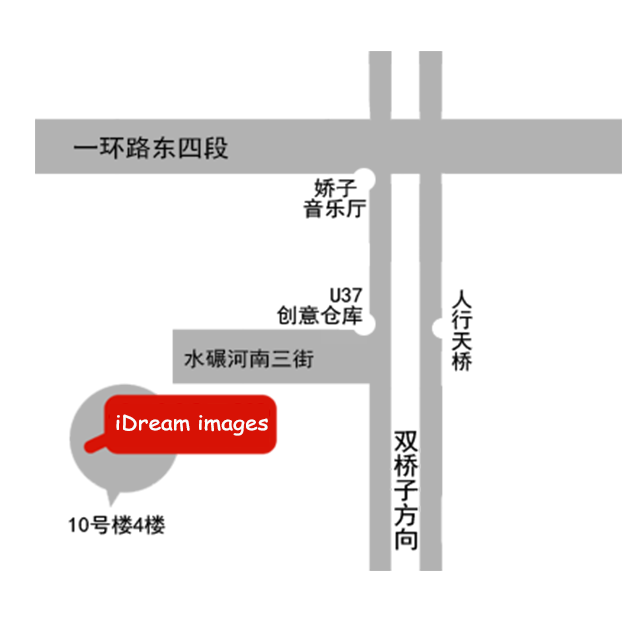 一环路东四段
娇子
音乐厅
U37
创意仓库
人行天桥
水碾河南三街
iDream images
双桥子方向
10号楼4楼